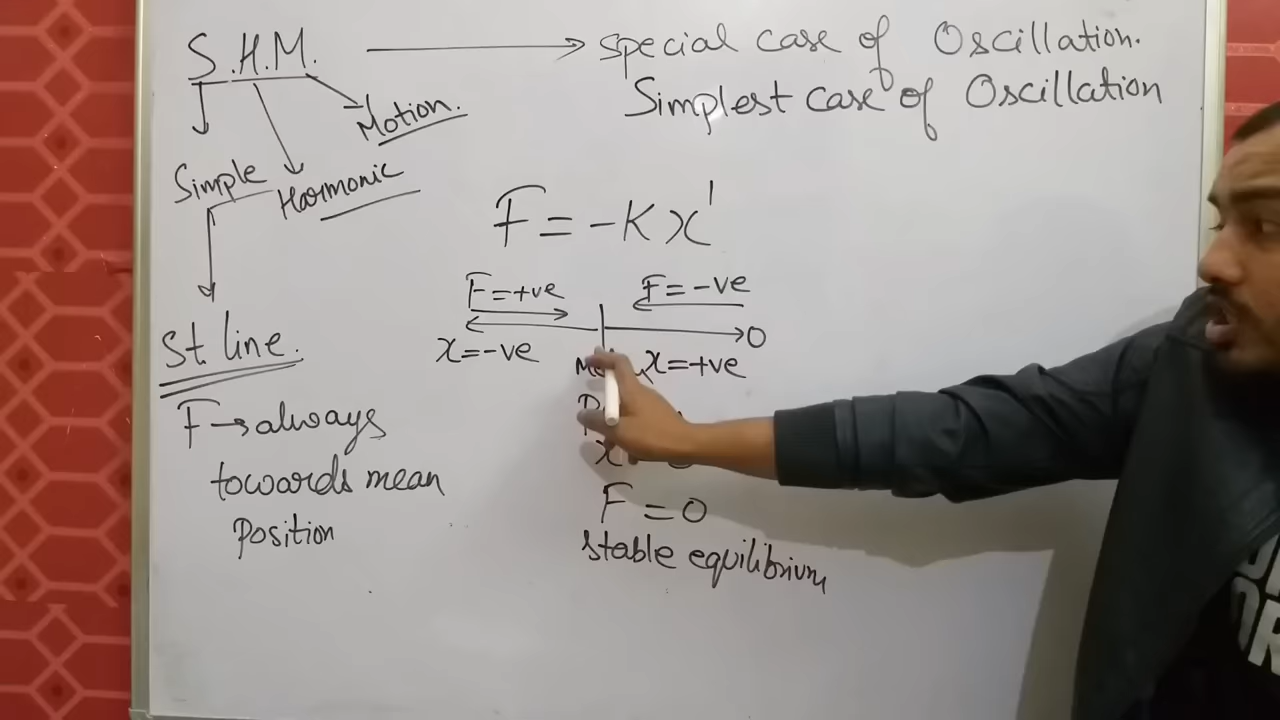 S.H.M. → special case of Oscillation.
Simplest case of Oscillation
Motion.
Simple
Harmonic
F = -Kx¹
F=+ve
F=-ve
x=-ve
x=+ve
St. line.
F→always
towards mean
Position
F = 0
stable equilibrium